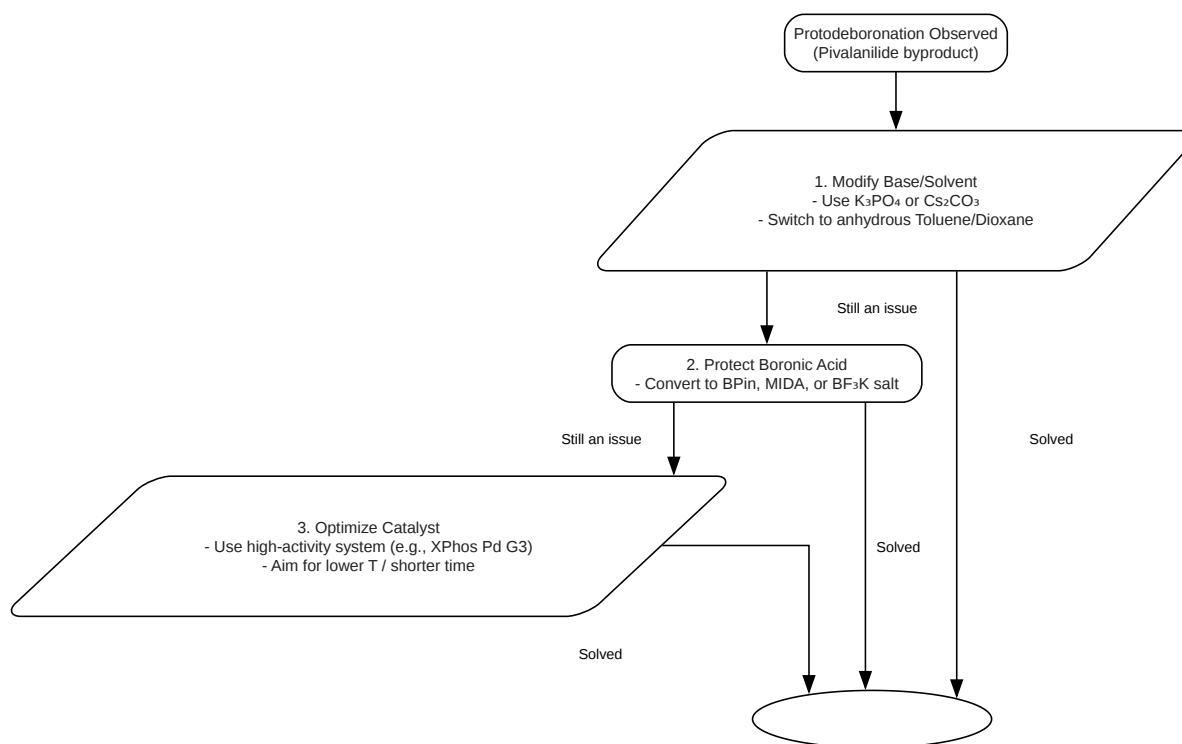 Protodeboronation Observed
(Pivalanilide byproduct)
1. Modify Base/Solvent
- Use K₃PO₄ or Cs₂CO₃
- Switch to anhydrous Toluene/Dioxane
Still an issue
2. Protect Boronic Acid
- Convert to BPin, MIDA, or BF₃K salt
Still an issue
Solved
3. Optimize Catalyst
- Use high-activity system (e.g., XPhos Pd G3)
- Aim for lower T / shorter time
Solved
Solved